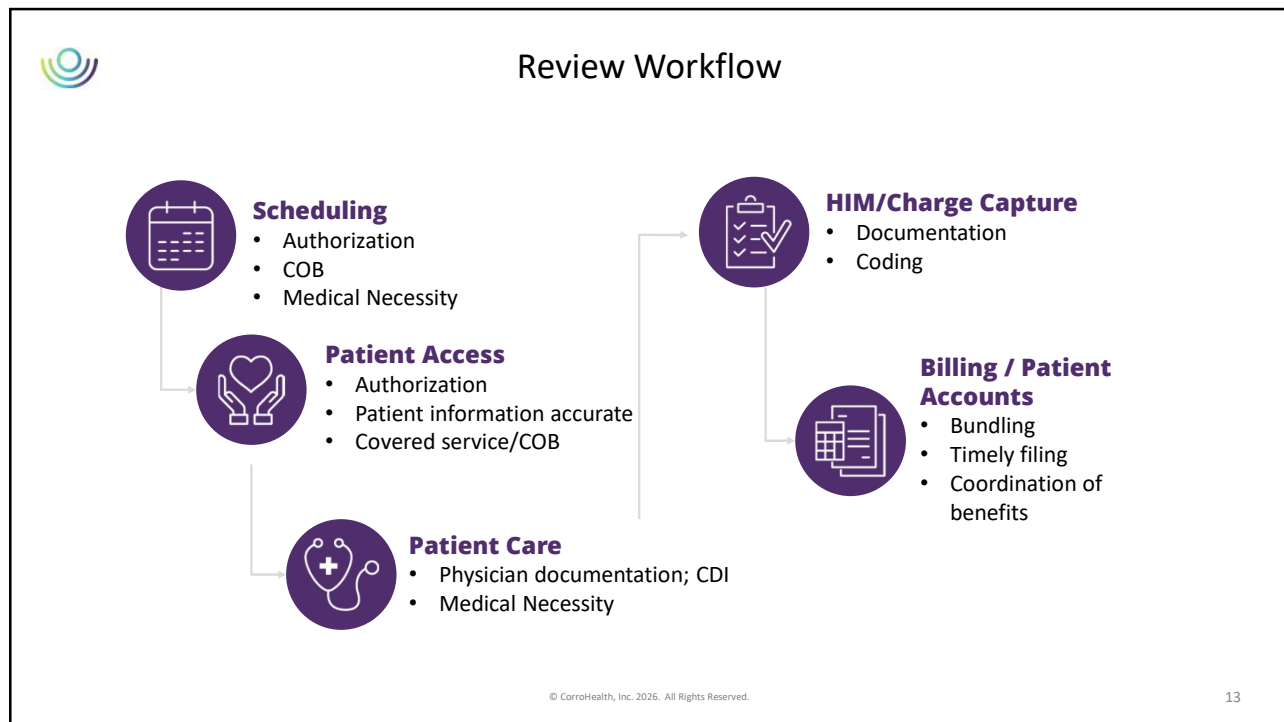 Review Workflow
Scheduling
• Authorization
• COB
• Medical Necessity
Patient Access
• Authorization
• Patient information accurate
• Covered service/COB
Patient Care
• Physician documentation; CDI
• Medical Necessity
HIM/Charge Capture
• Documentation
• Coding
Billing / Patient
Accounts
• Bundling
• Timely filing
• Coordination of
benefits
© CorroHealth, Inc. 2026. All Rights Reserved.
13